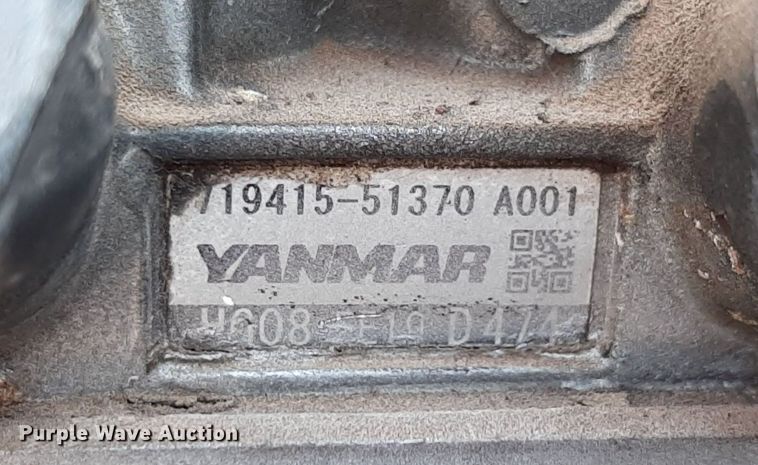 719415-51370 A001
YANMAR
Purple Wave Auction